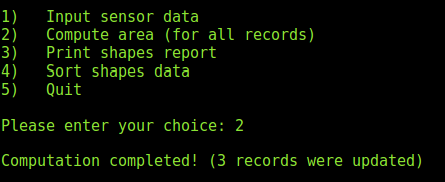 1)   Input sensor data
2)   Compute area (for all records)
3)   Print shapes report
4)   Sort shapes data
5)   Quit
Please enter your choice: 2
Computation completed! (3 records were updated)